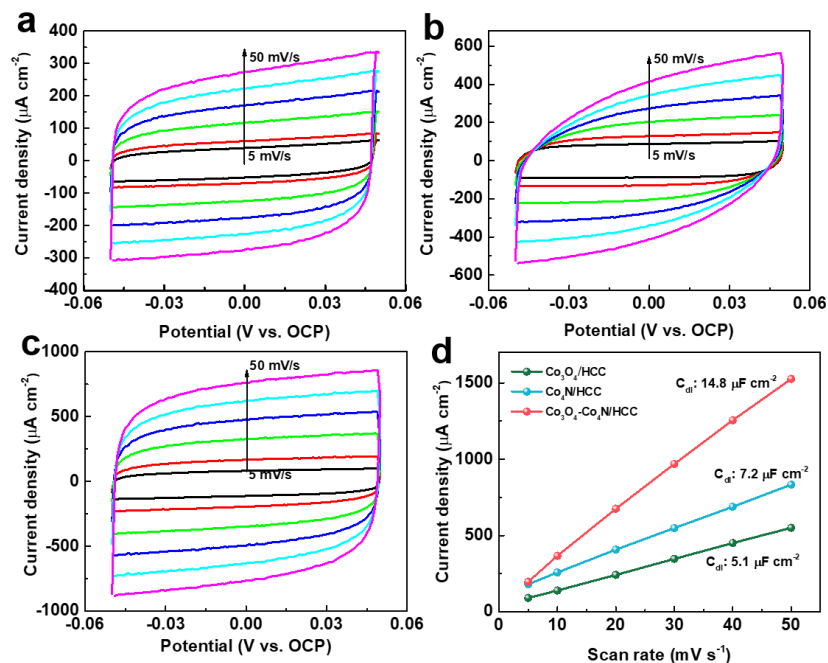 a
Current density (μA cm⁻²)
400
300
200
100
0
-100
-200
-300
-400
50 mV/s
5 mV/s
-0.06
-0.03
0.00
0.03
0.06
Potential (V vs. OCP)
b
Current density (μA cm⁻²)
600
400
200
0
-200
-400
-600
50 mV/s
5 mV/s
-0.06
-0.03
0.00
0.03
0.06
Potential (V vs. OCP)
c
Current density (μA cm⁻²)
1000
500
0
-500
-1000
50 mV/s
5 mV/s
-0.06
-0.03
0.00
0.03
0.06
Potential (V vs. OCP)
d
Current density (μA cm⁻²)
1500
1000
500
0
Co₃O₄/HCC
Co₄N/HCC
Co₃O₄-Co₄N/HCC
C_dl: 14.8 μF cm⁻²
C_dl: 7.2 μF cm⁻²
C_dl: 5.1 μF cm⁻²
0
10
20
30
40
50
Scan rate (mV s⁻¹)